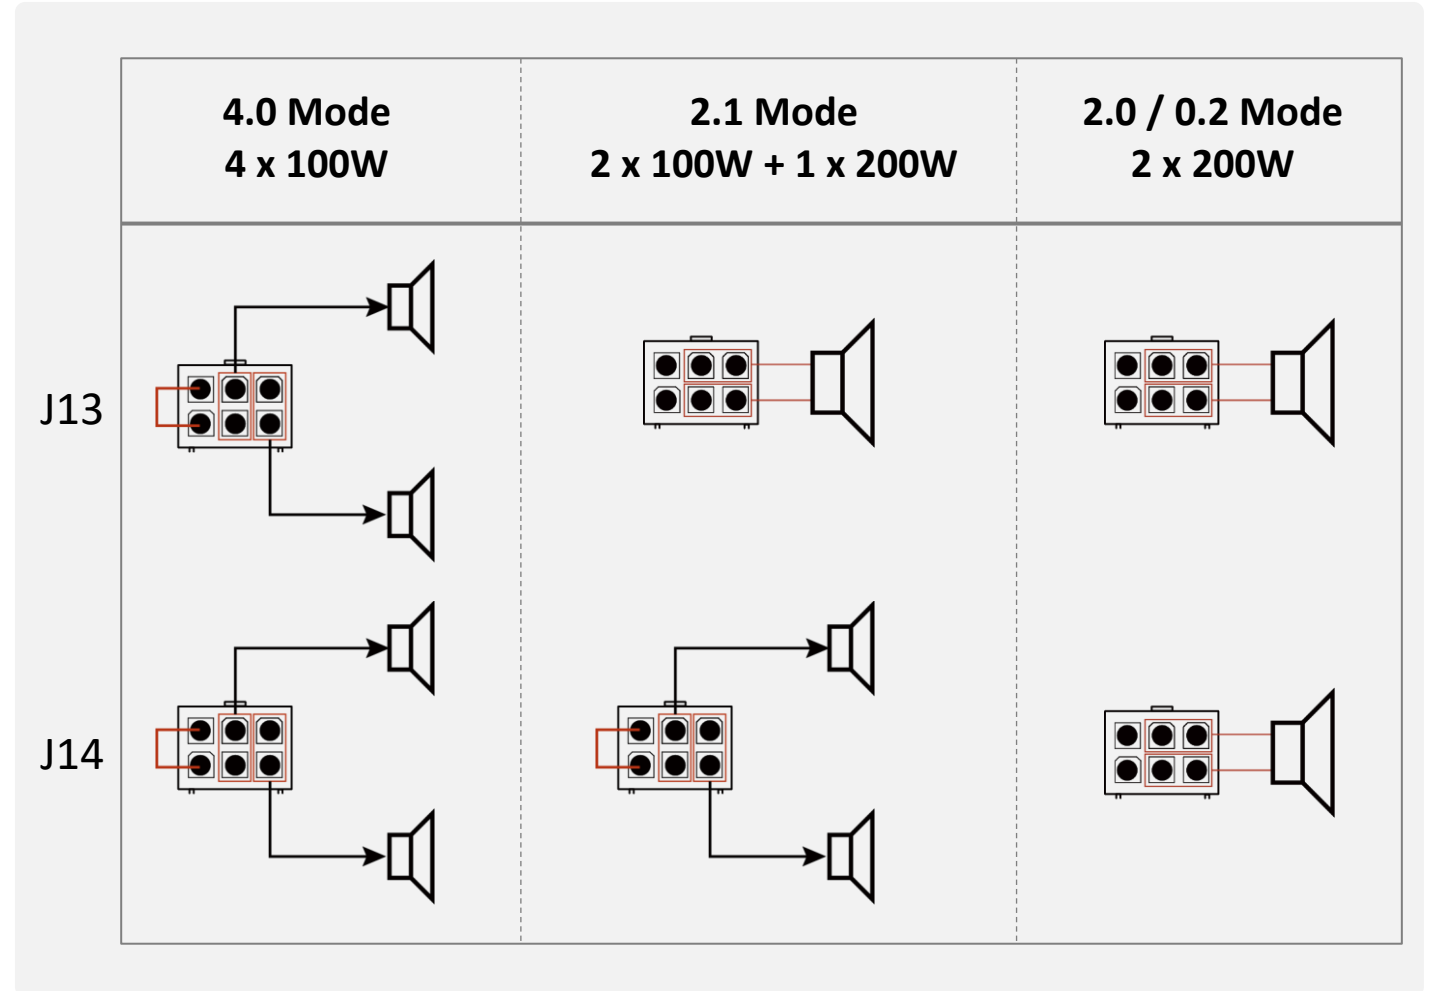 4.0 Mode
4 x 100W
2.1 Mode
2 x 100W + 1 x 200W
2.0 / 0.2 Mode
2 x 200W
J13
J14